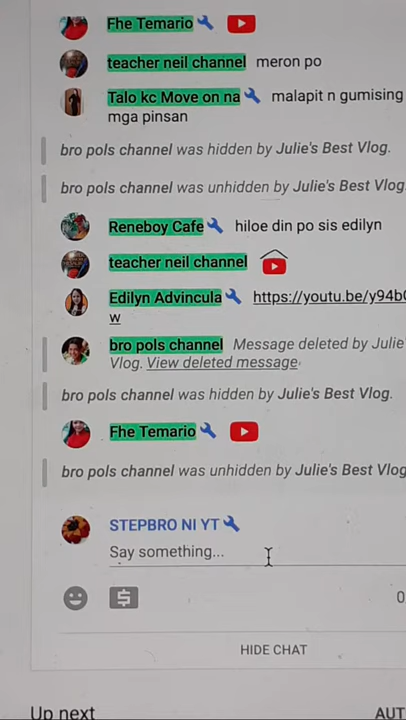 Fhe Temario
teacher neil channel meron po
Talo kc Move on na malapit n gumising
mga pinsan
bro pols channel was hidden by Julie's Best Vlog.
bro pols channel was unhidden by Julie's Best Vlog.
Reneboy Cafe hiloe din po sis edilyn
teacher neil channel
Edilyn Advincula https://youtu.be/y94b
w
bro pols channel Message deleted by Julie'
Vlog. View deleted message.
bro pols channel was hidden by Julie's Best Vlog.
Fhe Temario
bro pols channel was unhidden by Julie's Best Vlog
STEPBRO NI YT
Say something...
0
HIDE CHAT
Up next AUT